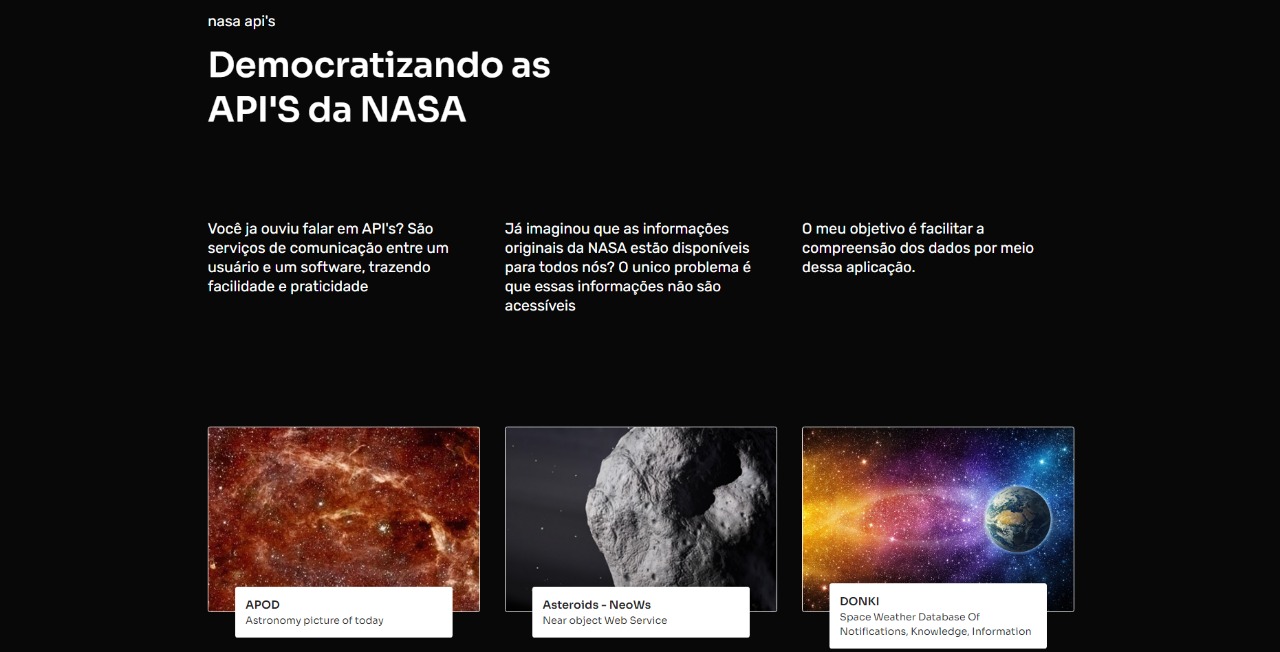 nasa api's
Democratizando as
API'S da NASA
Você ja ouviu falar em API's? São
serviços de comunicação entre um
usuário e um software, trazendo
facilidade e praticidade
Já imaginou que as informações
originais da NASA estão disponíveis
para todos nós? O unico problema é
que essas informações não são
acessíveis
O meu objetivo é facilitar a
compreensão dos dados por meio
dessa aplicação.
APOD
Astronomy picture of today
Asteroids - NeoWs
Near object Web Service
DONKI
Space Weather Database Of
Notifications, Knowledge, Information